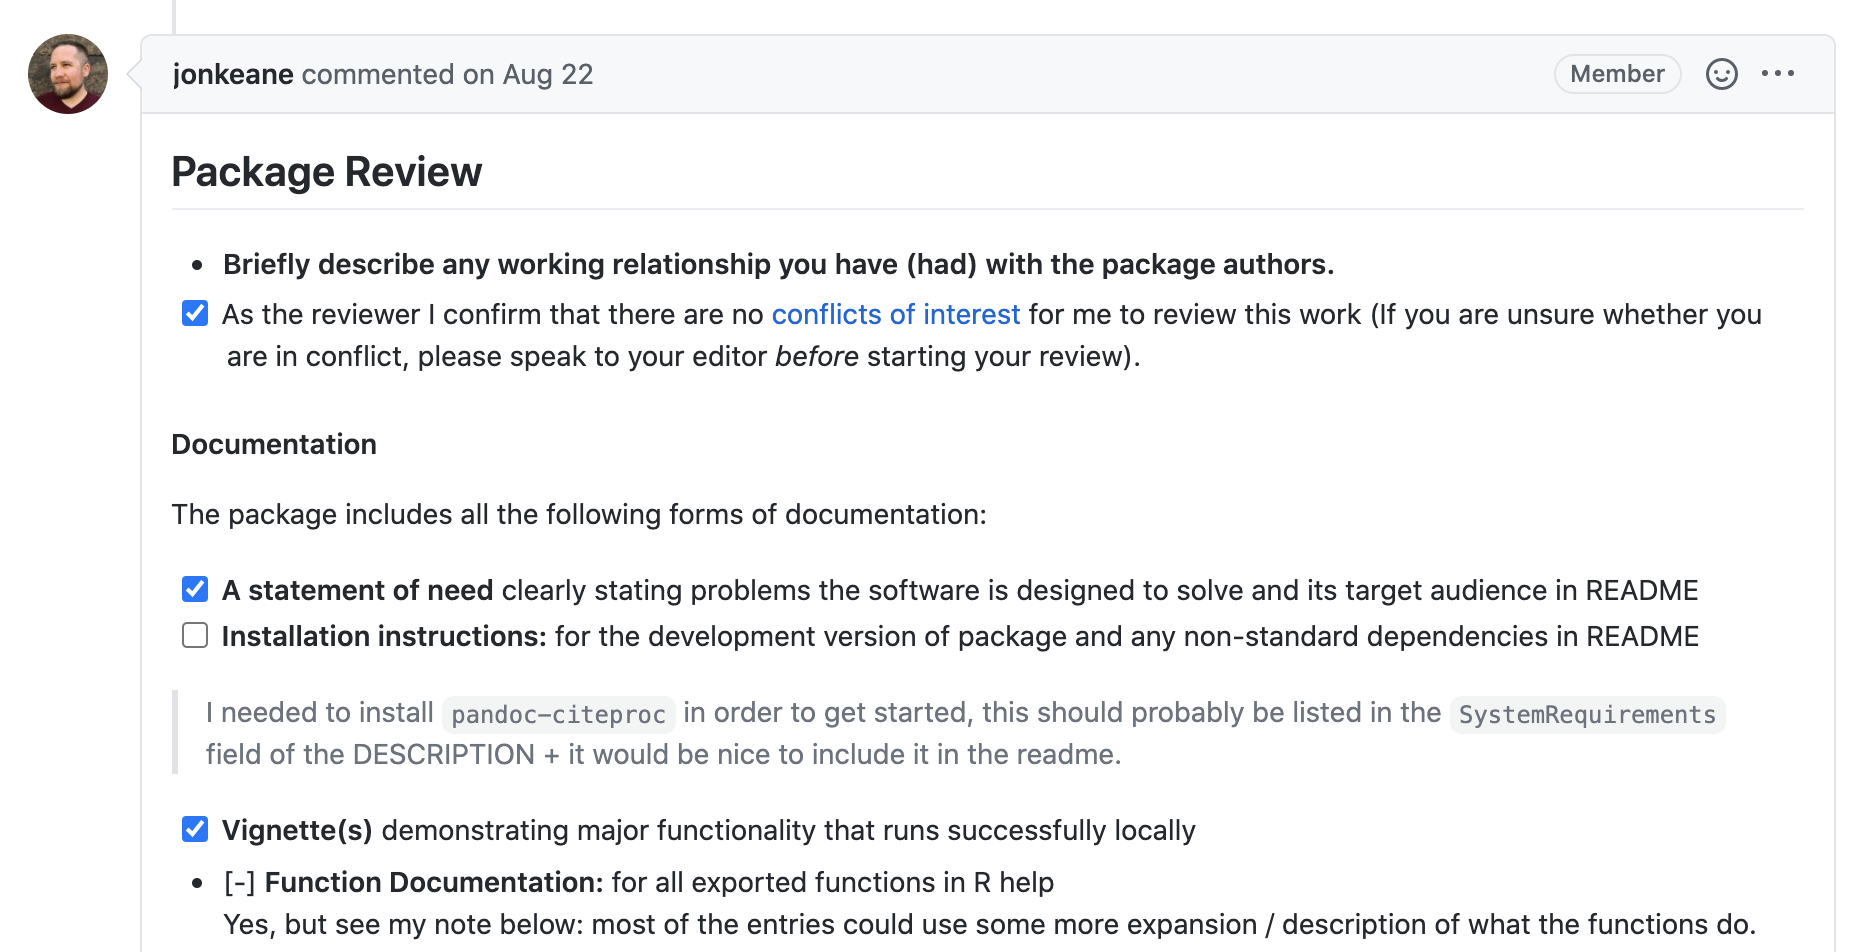 jonkeane commented on Aug 22
Member
Package Review
• Briefly describe any working relationship you have (had) with the package authors.
As the reviewer I confirm that there are no conflicts of interest for me to review this work (If you are unsure whether you
are in conflict, please speak to your editor before starting your review).
Documentation
The package includes all the following forms of documentation:
A statement of need clearly stating problems the software is designed to solve and its target audience in README
Installation instructions: for the development version of package and any non-standard dependencies in README
I needed to install pandoc-citeproc in order to get started, this should probably be listed in the SystemRequirements
field of the DESCRIPTION + it would be nice to include it in the readme.
Vignette(s) demonstrating major functionality that runs successfully locally
• [-] Function Documentation: for all exported functions in R help
Yes, but see my note below: most of the entries could use some more expansion / description of what the functions do.